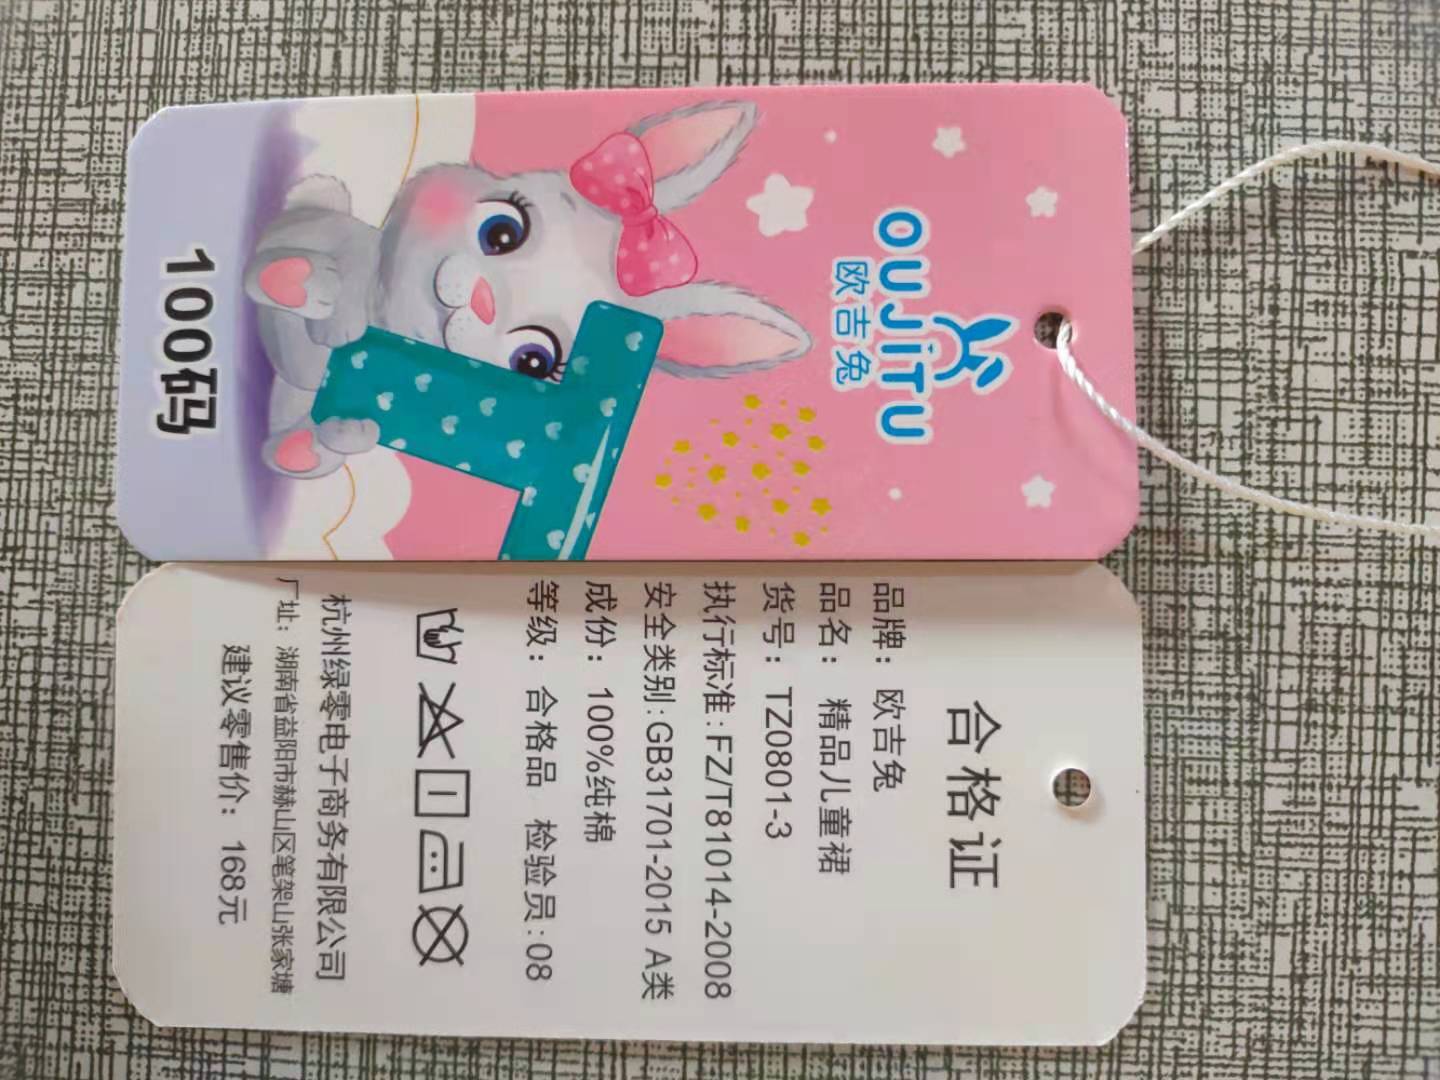 OUJiTU
欧吉兔
100码
合格证
品牌：欧吉兔
品名：精品儿童裙
货号：TZ0801-3
执行标准:FZ/T81014-2008
安全类别:GB31701-2015 A类
成份：100%纯棉
等级：合格品 检验员:08
杭州绿零电子商务有限公司
厂址：湖南省益阳市赫山区笔架山张家塘
建议零售价：168元